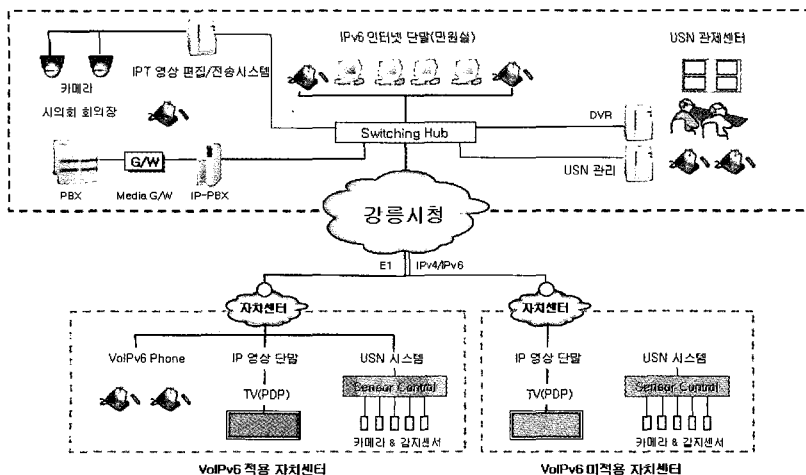 IPv6 인터넷 단말(민원실)
USN 관제센터
카메라
IPT 영상 편집/전송시스템
시의회 회의장
DVR
Switching Hub
G/W
USN 관리
PBX
Media G/W
IP-PBX
강릉시청
E1
IPv4/IPv6
자치센터
자치센터
VoIPv6 Phone
IP 영상 단말
USN 시스템
Sensor Control
TV(PDP)
카메라 & 감지센서
IP 영상 단말
USN 시스템
Sensor Control
TV(PDP)
카메라 & 감지센서
VoIPv6 적용 자치센터
VoIPv6 미적용 자치센터